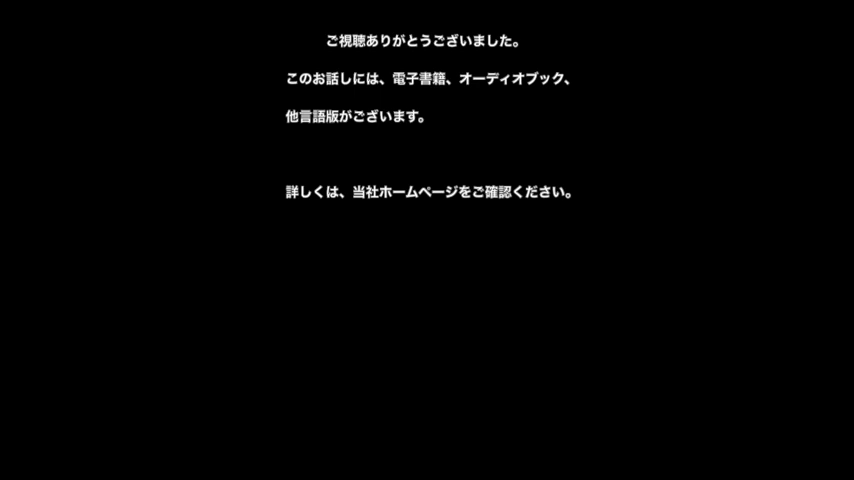 ご視聴ありがとうございました。
このお話しには、電子書籍、オーディオブック、
他言語版がございます。
詳しくは、当社ホームページをご確認ください。